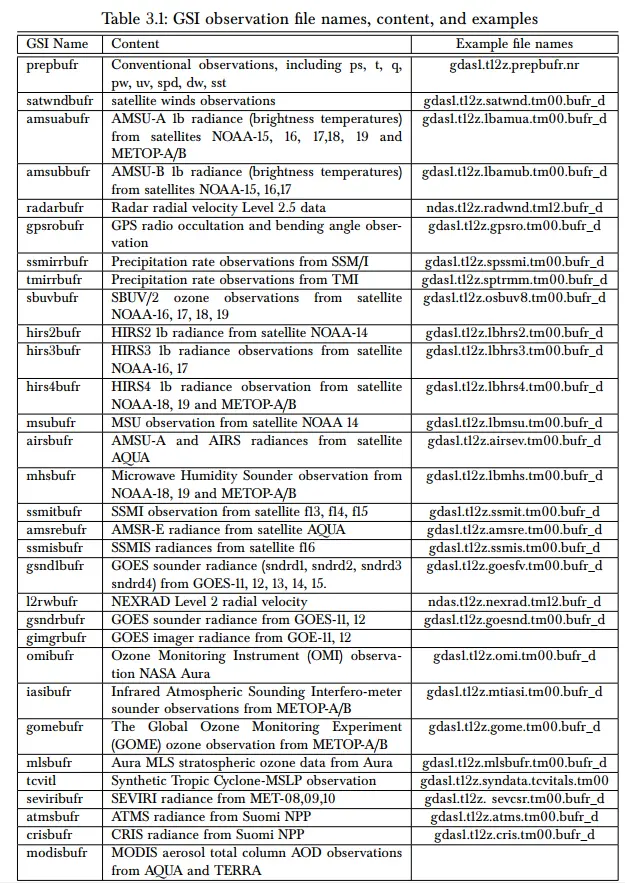 Table 3.1: GSI observation file names, content, and examples
GSI Name Content Example file names
prepbufr Conventional observations, including ps, t, q, gdas1.t12z.prepbufr.nr
pw, uv, spd, dw, sst
satwndbufr satellite winds observations gdas1.t12z.satwnd.tm00.bufr_d
amsuabufr AMSU-A 1b radiance (brightness temperatures) gdas1.t12z.1bamua.tm00.bufr_d
from satellites NOAA-15, 16, 17,18, 19 and
METOP-A/B
amsubbufr AMSU-B 1b radiance (brightness temperatures) gdas1.t12z.1bamub.tm00.bufr_d
from satellites NOAA-15, 16,17
radarbufr Radar radial velocity Level 2.5 data ndas.t12z.radwnd.tm12.bufr_d
gpsrobufr GPS radio occultation and bending angle obser- gdas1.t12z.gpsro.tm00.bufr_d
vation
ssmirrbufr Precipitation rate observations from SSM/I gdas1.t12z.spssmi.tm00.bufr_d
tmirrbufr Precipitation rate observations from TMI gdas1.t12z.sptrmm.tm00.bufr_d
sbuvbufr SBUV/2 ozone observations from satellite gdas1.t12z.osbuv8.tm00.bufr_d
NOAA-16, 17, 18, 19
hirs2bufr HIRS2 1b radiance from satellite NOAA-14 gdas1.t12z.1bhrs2.tm00.bufr_d
hirs3bufr HIRS3 1b radiance observations from satellite gdas1.t12z.1bhrs3.tm00.bufr_d
NOAA-16, 17
hirs4bufr HIRS4 1b radiance observation from satellite gdas1.t12z.1bhrs4.tm00.bufr_d
NOAA-18, 19 and METOP-A/B
msubufr MSU observation from satellite NOAA 14 gdas1.t12z.1bmsu.tm00.bufr_d
airsbufr AMSU-A and AIRS radiances from satellite gdas1.t12z.airsev.tm00.bufr_d
AQUA
mhsbufr Microwave Humidity Sounder observation from gdas1.t12z.1bmhs.tm00.bufr_d
NOAA-18, 19 and METOP-A/B
ssmitbufr SSMI observation from satellite f13, f14, f15 gdas1.t12z.ssmit.tm00.bufr_d
amsrebufr AMSR-E radiance from satellite AQUA gdas1.t12z.amsre.tm00.bufr_d
ssmisbufr SSMIS radiances from satellite f16 gdas1.t12z.ssmis.tm00.bufr_d
gsnd1bufr GOES sounder radiance (sndrd1, sndrd2, sndrd3 gdas1.t12z.goesfv.tm00.bufr_d
sndrd4) from GOES-11, 12, 13, 14, 15.
l2rwbufr NEXRAD Level 2 radial velocity ndas.t12z.nexrad.tm12.bufr_d
gsndrbufr GOES sounder radiance from GOES-11, 12 gdas1.t12z.goesnd.tm00.bufr_d
gimgrbufr GOES imager radiance from GOE-11, 12
omibufr Ozone Monitoring Instrument (OMI) observa- gdas1.t12z.omi.tm00.bufr_d
tion NASA Aura
iasibufr Infrared Atmospheric Sounding Interfero-meter gdas1.t12z.mtiasi.tm00.bufr_d
sounder observations from METOP-A/B
gomebufr The Global Ozone Monitoring Experiment gdas1.t12z.gome.tm00.bufr_d
(GOME) ozone observation from METOP-A/B
mlsbufr Aura MLS stratospheric ozone data from Aura gdas1.t12z.mlsbufr.tm00.bufr_d
tcvitl Synthetic Tropic Cyclone-MSLP observation gdas1.t12z.syndata.tcvitals.tm00
seviribufr SEVIRI radiance from MET-08,09,10 gdas1.t12z. sevcsr.tm00.bufr_d
atmsbufr ATMS radiance from Suomi NPP gdas1.t12z.atms.tm00.bufr_d
crisbufr CRIS radiance from Suomi NPP gdas1.t12z.cris.tm00.bufr_d
modisbufr MODIS aerosol total column AOD observations
from AQUA and TERRA